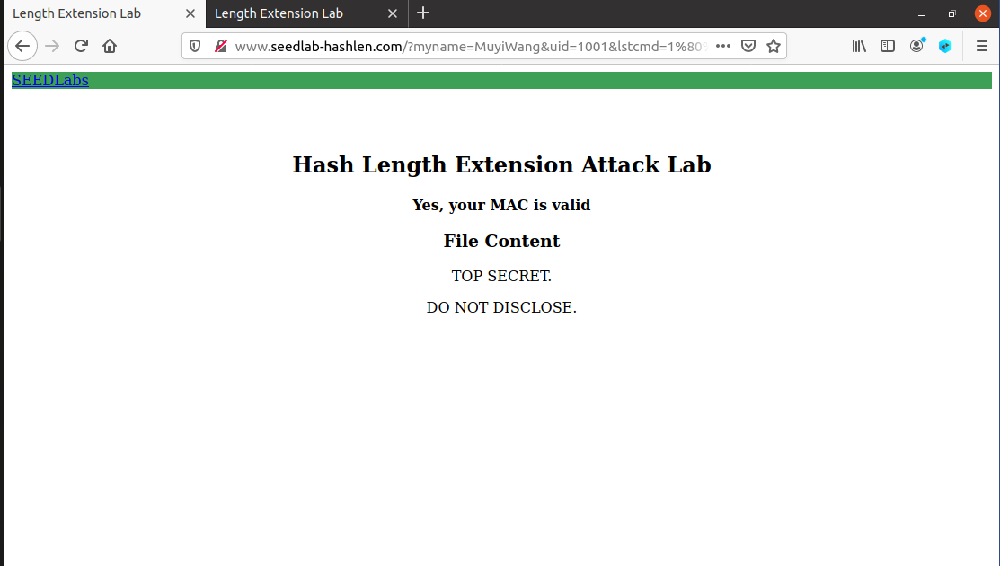 Length Extension Lab
Length Extension Lab
www.seedlab-hashlen.com/?myname=MuyiWang&uid=1001&lstcmd=1%80%
SEEDLabs
Hash Length Extension Attack Lab
Yes, your MAC is valid
File Content
TOP SECRET.
DO NOT DISCLOSE.